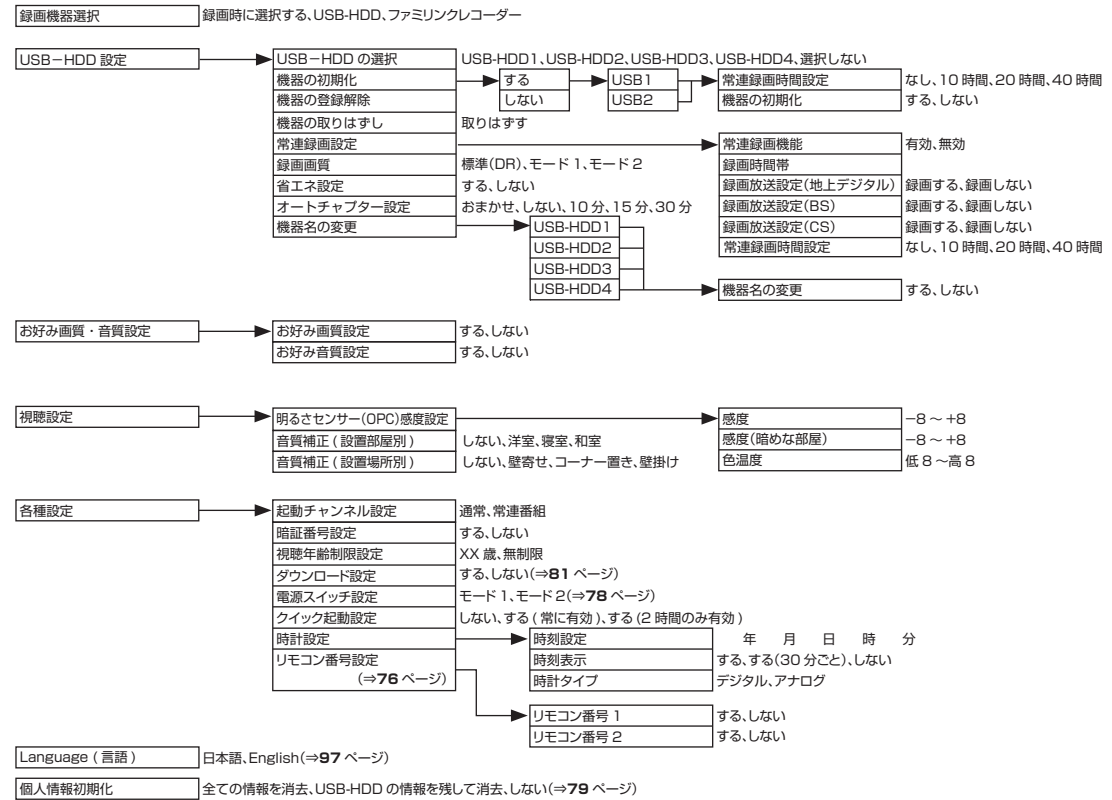 録画機器選択 録画時に選択する、USB-HDD、ファミリンクレコーダー
USB－HDD 設定 USB－HDD の選択 USB-HDD1、USB-HDD2、USB-HDD3、USB-HDD4、選択しない
機器の初期化 する USB1 常連録画時間設定 なし、10 時間、20 時間、40 時間
機器の登録解除 しない USB2 機器の初期化 する、しない
機器の取りはずし 取りはずす
常連録画設定 常連録画機能 有効、無効
録画画質 標準(DR)、モード 1、モード 2 録画時間帯
省エネ設定 する、しない 録画放送設定(地上デジタル) 録画する、録画しない
オートチャプター設定 おまかせ、しない、10 分、15 分、30 分 録画放送設定(BS) 録画する、録画しない
機器名の変更 USB-HDD1 録画放送設定(CS) 録画する、録画しない
USB-HDD2 常連録画時間設定 なし、10 時間、20 時間、40 時間
USB-HDD3
USB-HDD4 機器名の変更 する、しない
お好み画質・音質設定 お好み画質設定 する、しない
お好み音質設定 する、しない
視聴設定 明るさセンサー(OPC)感度設定 感度 −8 ～ +8
音質補正 ( 設置部屋別 ) しない、洋室、寝室、和室 感度(暗めな部屋) −8 ～ +8
音質補正 ( 設置場所別 ) しない、壁寄せ、コーナー置き、壁掛け 色温度 低 8 ～高 8
各種設定 起動チャンネル設定 通常、常連番組
暗証番号設定 する、しない
視聴年齢制限設定 XX 歳、無制限
ダウンロード設定 する、しない(⇒81 ページ)
電源スイッチ設定 モード 1、モード 2(⇒78 ページ)
クイック起動設定 しない、する ( 常に有効 )、する (2 時間のみ有効 )
時計設定 時刻設定 年 月 日 時 分
リモコン番号設定 時刻表示 する、する(30 分ごと)、しない
(⇒76 ページ) 時計タイプ デジタル、アナログ
リモコン番号 1 する、しない
リモコン番号 2 する、しない
Language ( 言語 ) 日本語、English(⇒97 ページ)
個人情報初期化 全ての情報を消去、USB-HDD の情報を残して消去、しない(⇒79 ページ)